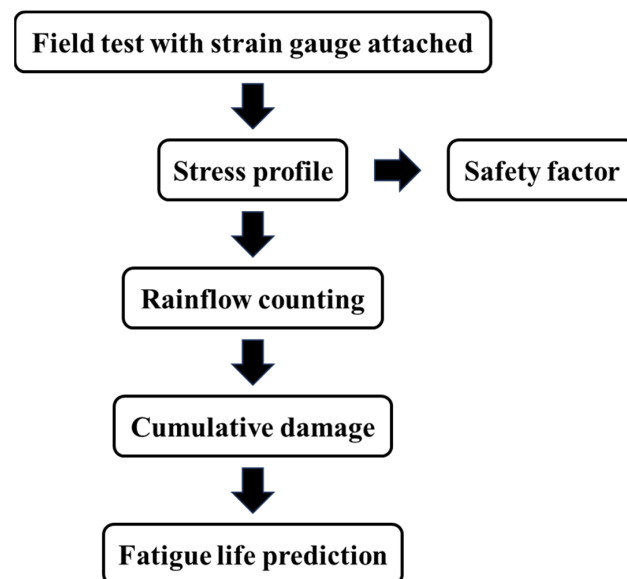 Field test with strain gauge attached
Stress profile
Safety factor
Rainflow counting
Cumulative damage
Fatigue life prediction